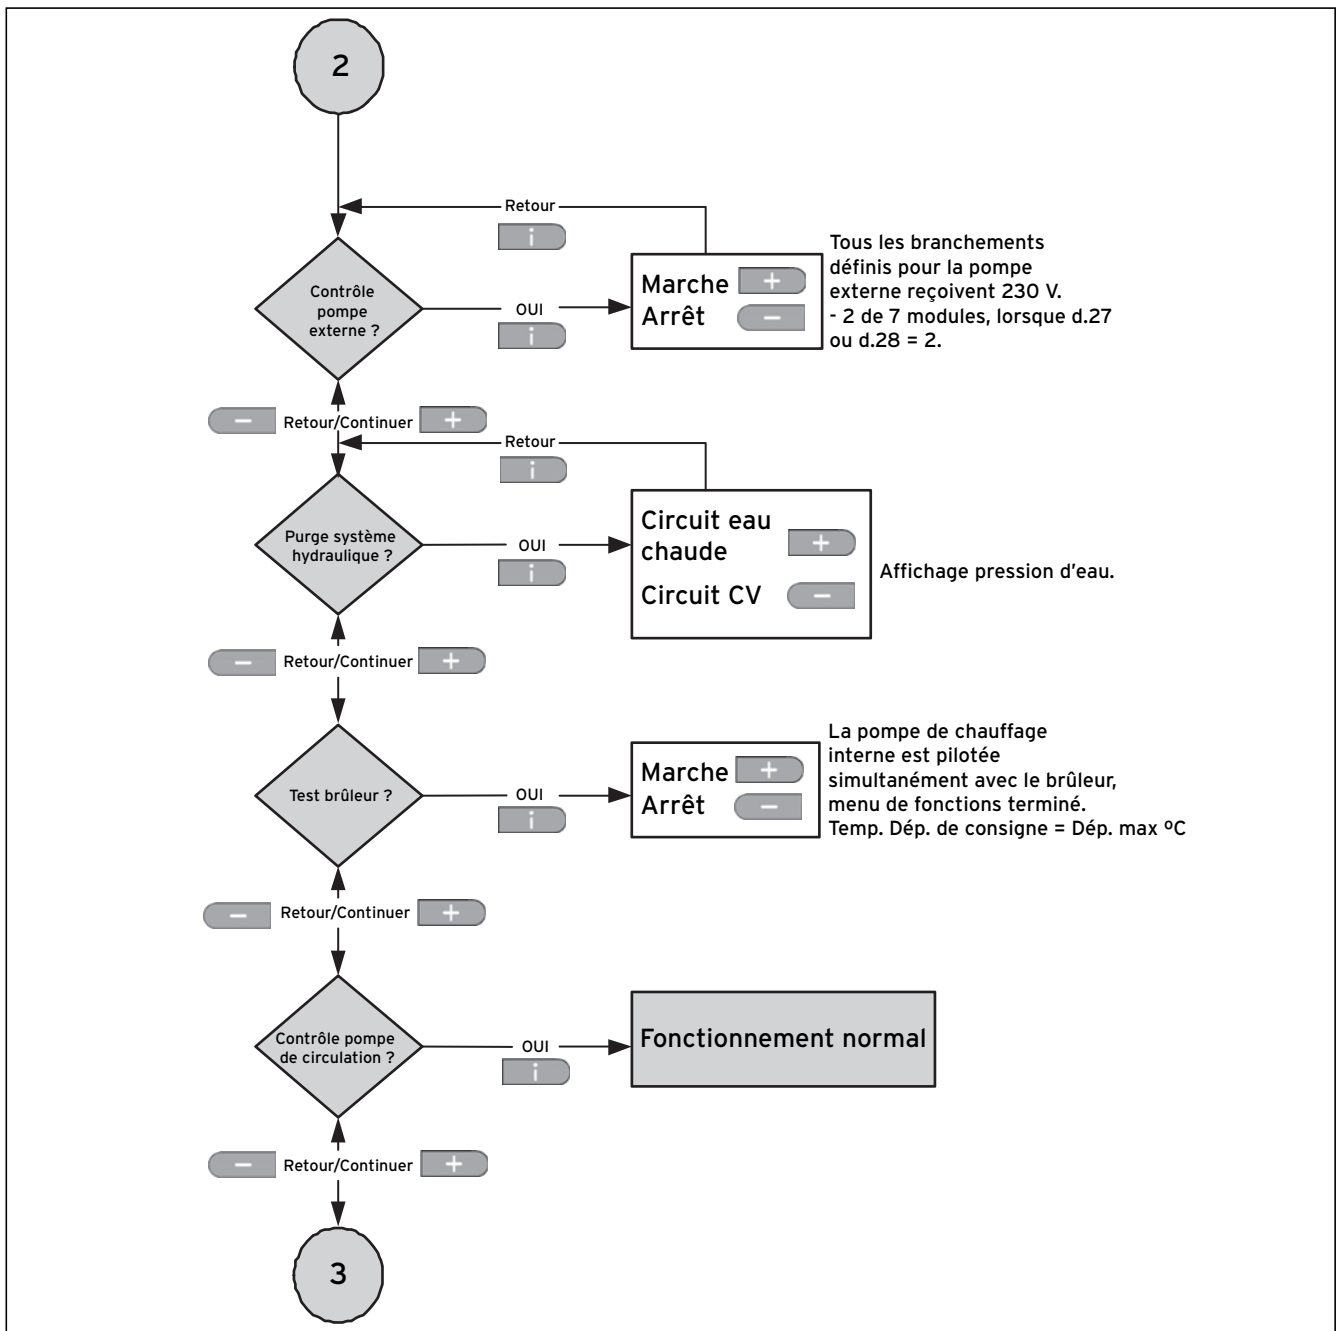 2
Retour
i
Contrôle
pompe
externe ?
OUI
i
Marche +
Arrêt −
Tous les branchements
définis pour la pompe
externe reçoivent 230 V.
- 2 de 7 modules, lorsque d.27
ou d.28 = 2.
− Retour/Continuer +
Retour
i
Purge système
hydraulique ?
OUI
i
Circuit eau
chaude +
Circuit CV −
Affichage pression d'eau.
− Retour/Continuer +
Test brûleur ?
OUI
i
Marche +
Arrêt −
La pompe de chauffage
interne est pilotée
simultanément avec le brûleur,
menu de fonctions terminé.
Temp. Dép. de consigne = Dép. max ºC
− Retour/Continuer +
Contrôle pompe
de circulation ?
OUI
i
Fonctionnement normal
− Retour/Continuer +
3